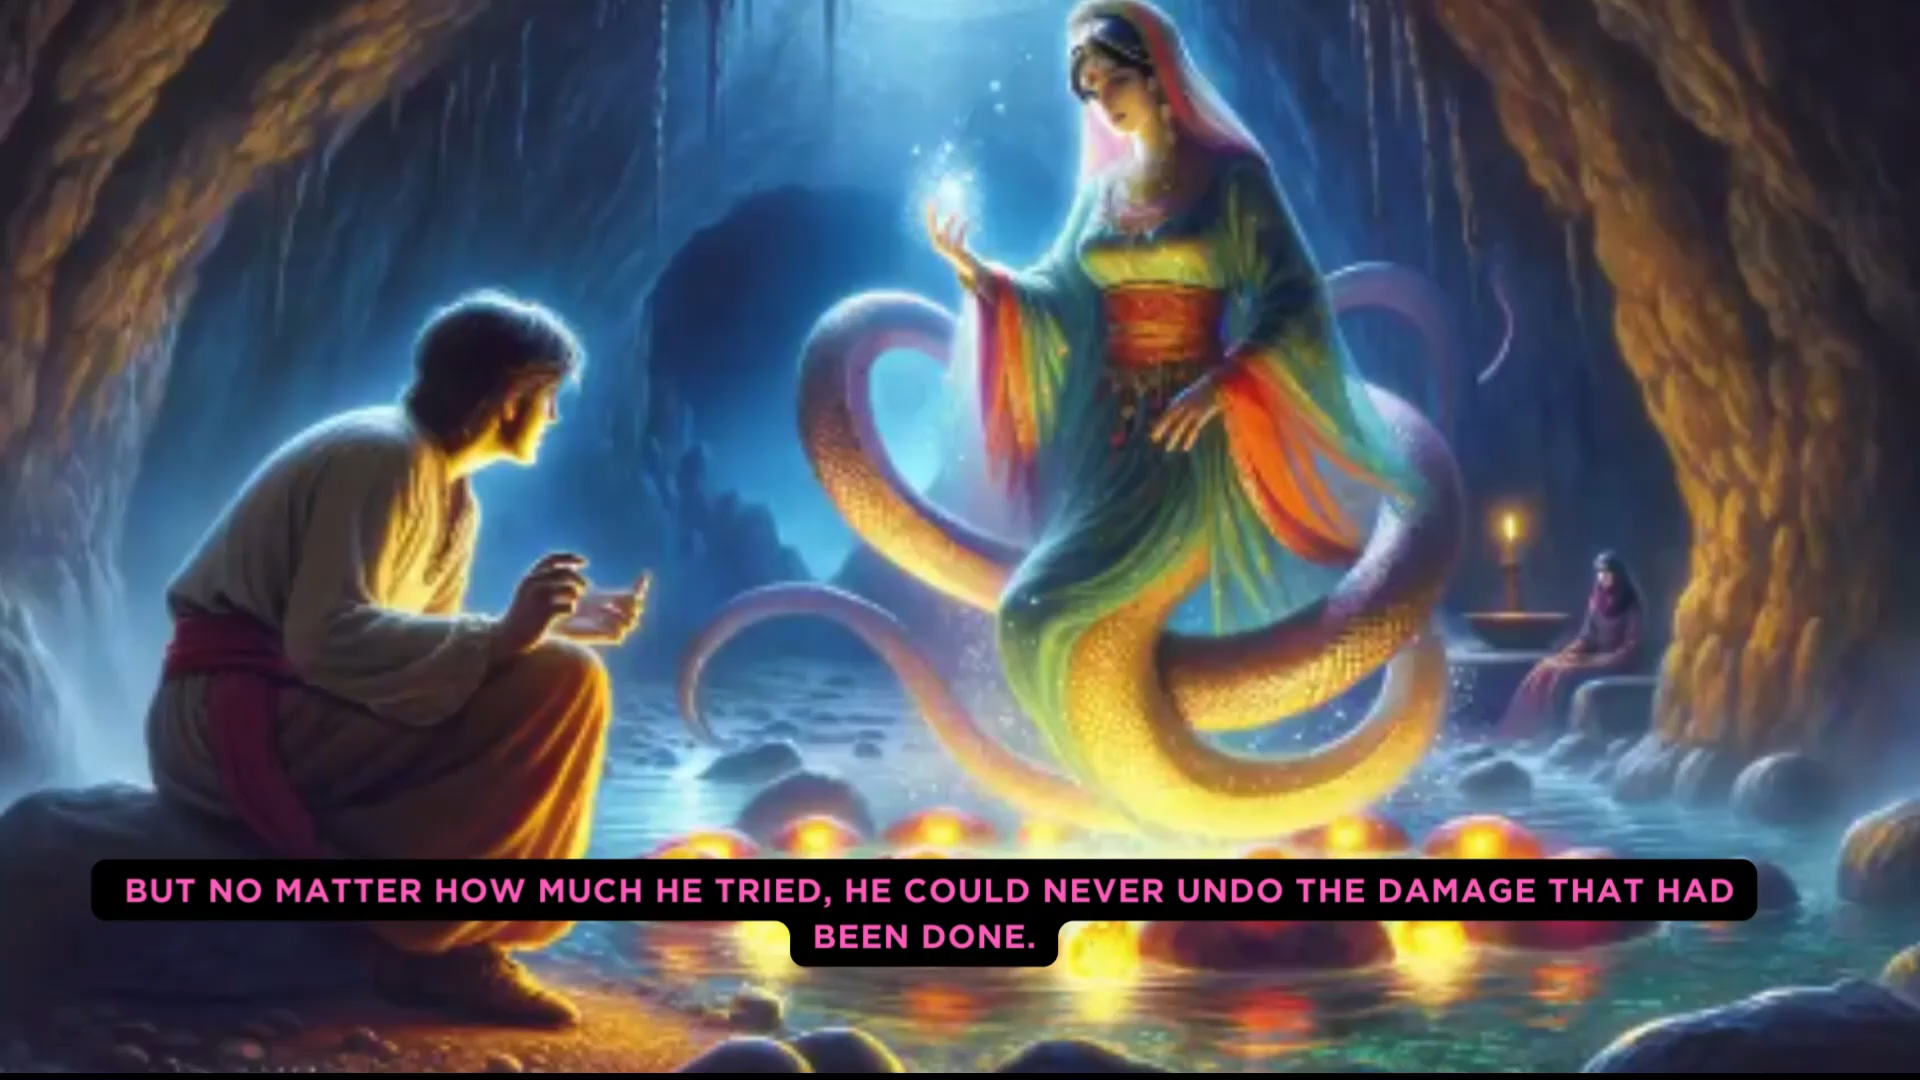 BUT NO MATTER HOW MUCH HE TRIED, HE COULD NEVER UNDO THE DAMAGE THAT HAD
BEEN DONE.